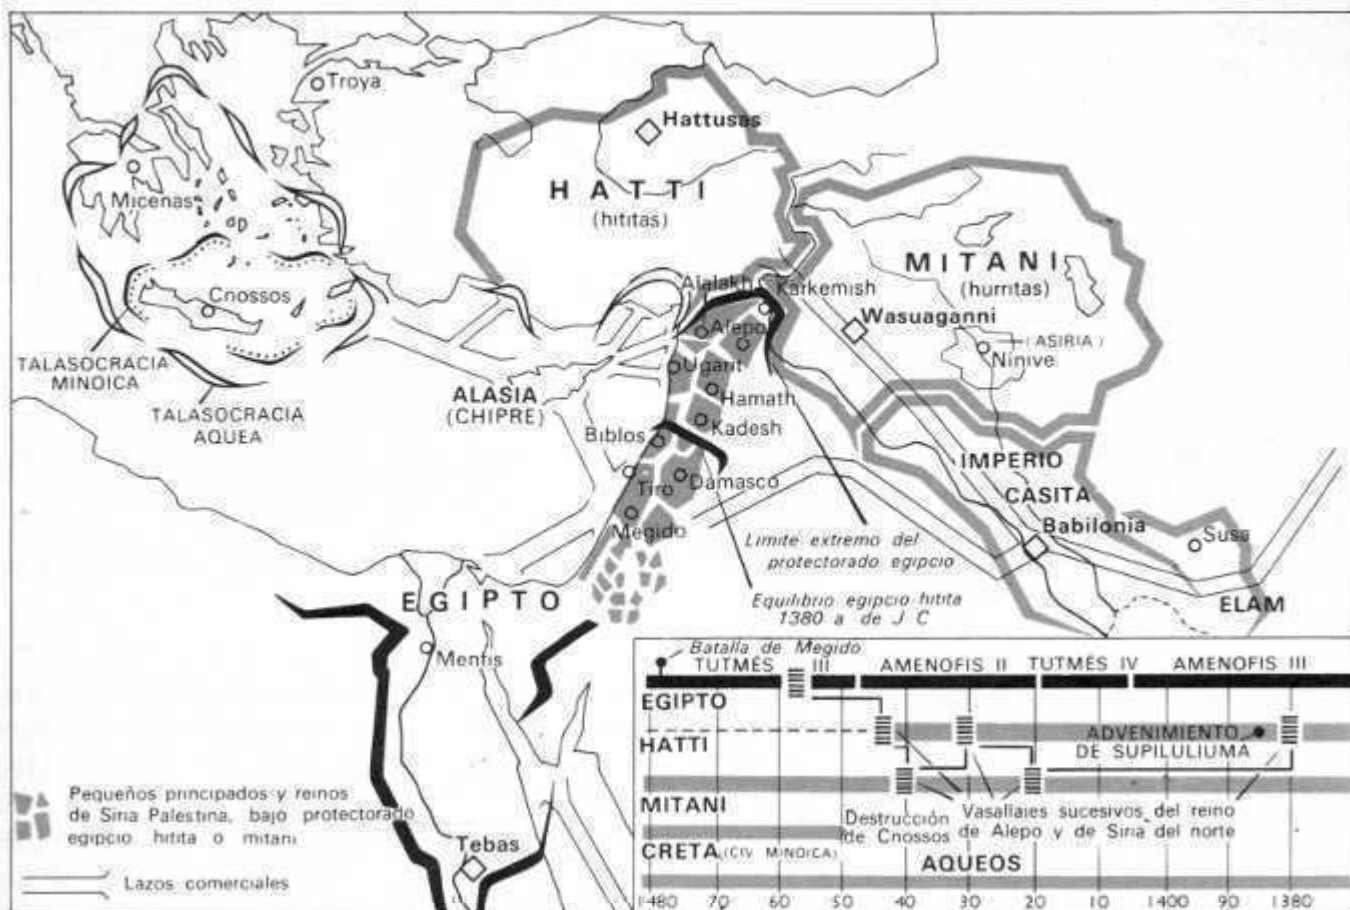 Troya
Hattusas
HATTI
(hititas)
Micenas
Cnossos
TALASOCRACIA
MINOICA
TALASOCRACIA
AQUEA
MITANI
(hurritas)
Alalakh
Karkemish
Wasuaganni
(ASIRIA)
Ninive
Alepo
Ugarit
Hamath
Kadesh
ALASIA
(CHIPRE)
Biblos
Tiro
Damasco
Megido
IMPERIO
CASITA
Babilonia
Susa
ELAM
Limite extremo del
protectorado egipcio
Equilibrio egipcio hitita
1380 a de J C
EGIPTO
Menfis
Tebas
Pequeños principados y reinos
de Siria Palestina, bajo protectorado
egipcio hitita o mitani
Lazos comerciales
Batalla de Megido
TUTMÉS III AMENOFIS II TUTMÉS IV AMENOFIS III
EGIPTO
HATTI
ADVENIMIENTO
DE SUPILULIUMA
MITANI
Destrucción
de Cnossos
Vasallajes sucesivos del reino
de Alepo y de Siria del norte
CRETA (CIV MINOICA)
AQUEOS
1480 70 60 50 40 30 20 10 1400 90 1380